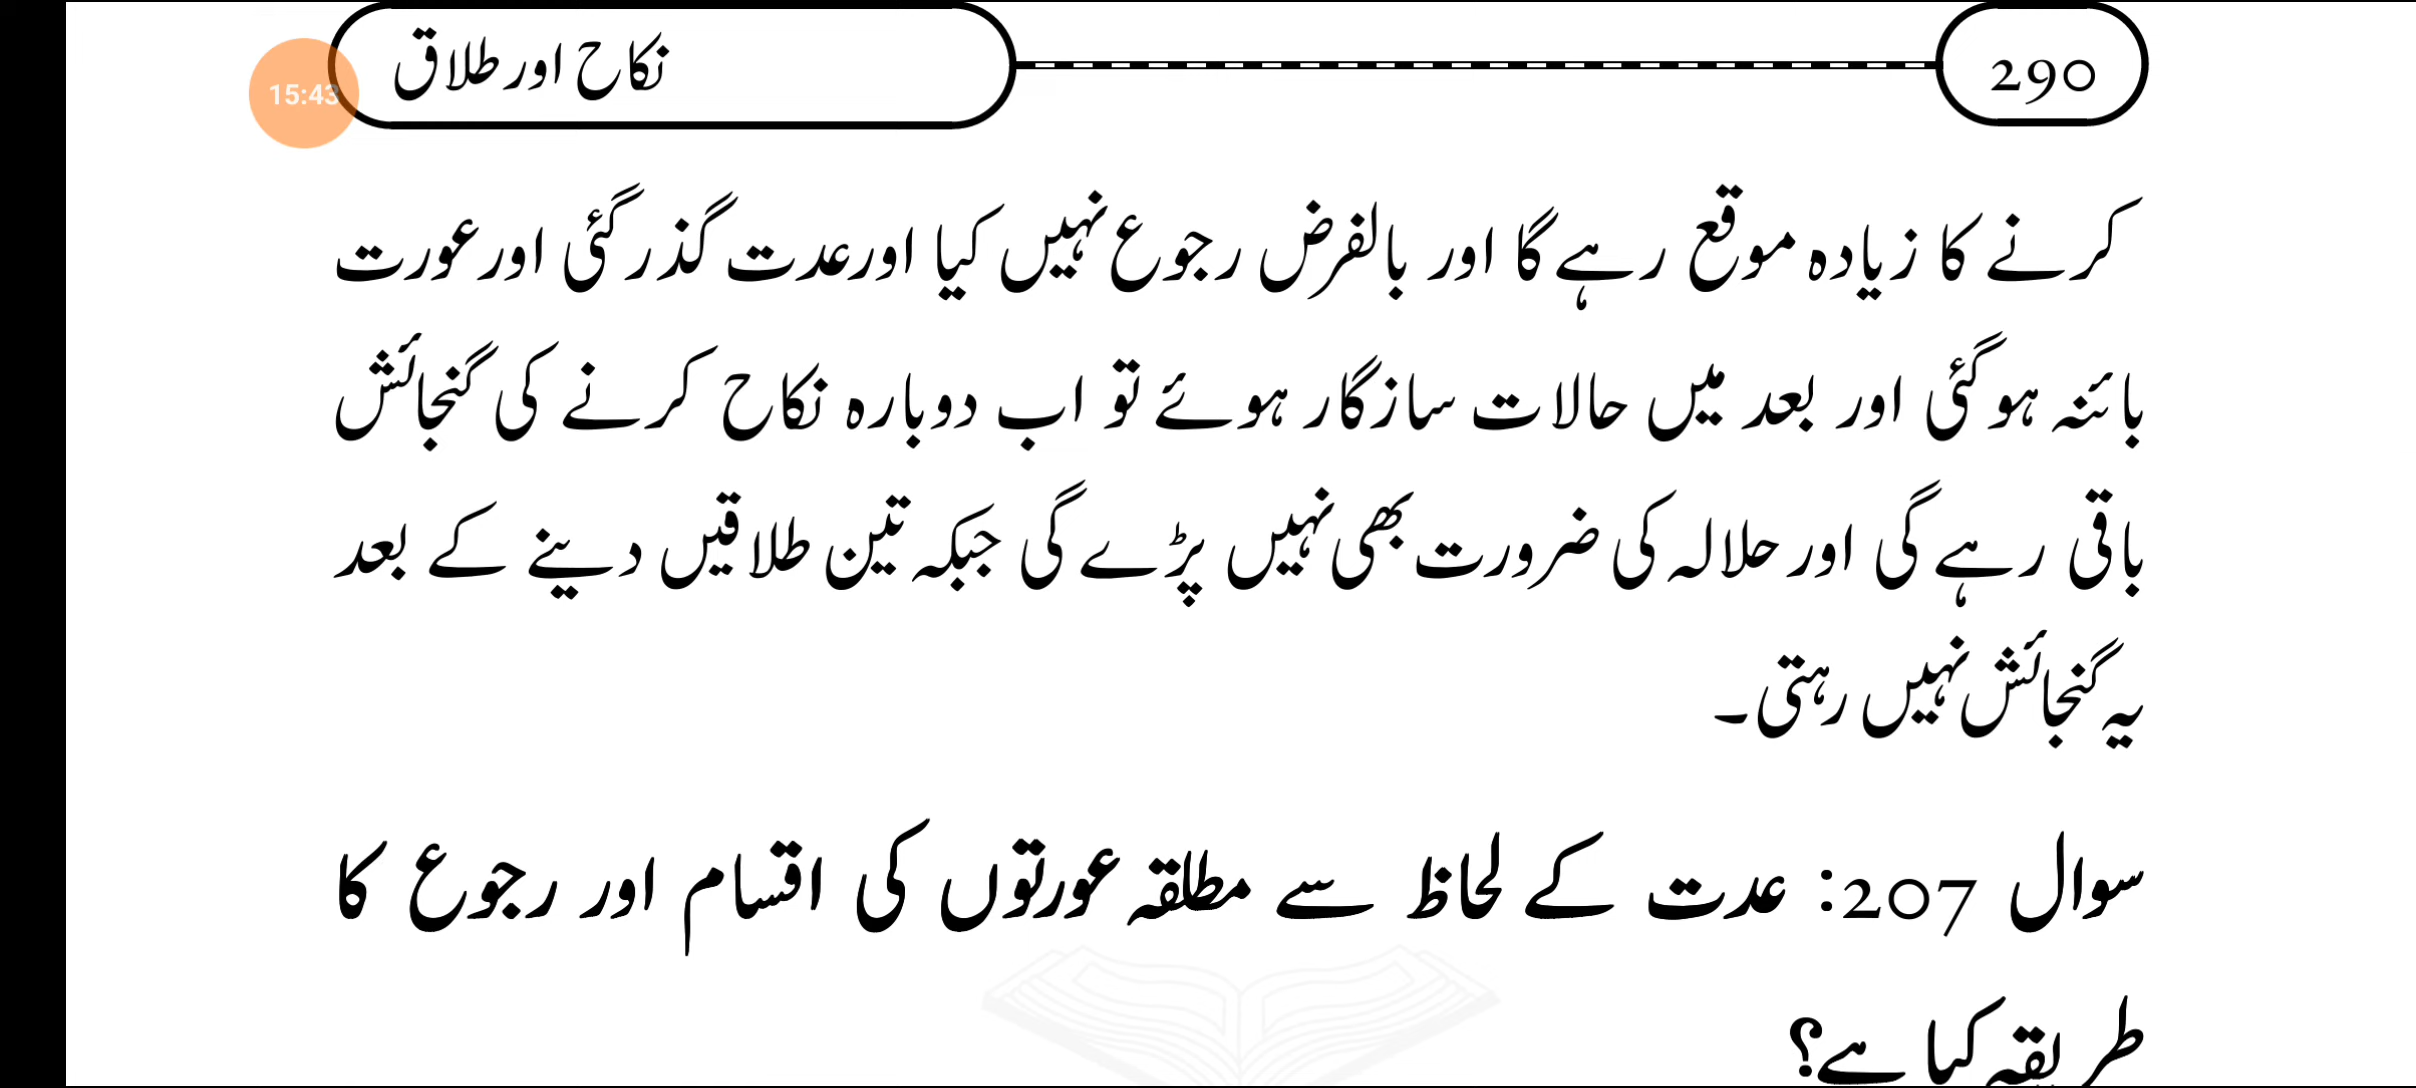 290 نکاح اور طلاق
15:43
کرنے کا زیادہ موقع رہے گا اور بالفرض رجوع نہیں کیا اور عدت گذر گئی اور عورت
بائنہ ہو گئی اور بعد میں حالات سازگار ہوئے تو اب دوبارہ نکاح کرنے کی گنجائش
باقی رہے گی اور حلالہ کی ضرورت بھی نہیں پڑے گی جبکہ تین طلاقیں دینے کے بعد
یہ گنجائش نہیں رہتی۔
سوال 207: عدت کے لحاظ سے مطلقہ عورتوں کی اقسام اور رجوع کا
طریقہ کیا ہے؟